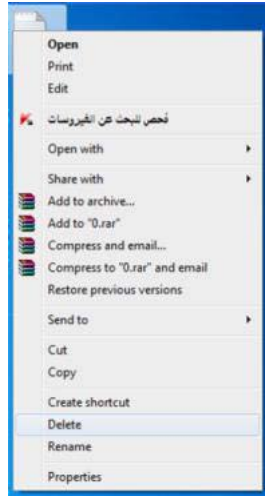 Open
Print
Edit
فحص للبحث عن الفيروسات
Open with
Share with
Add to archive...
Add to "0.rar"
Compress and email...
Compress to "0.rar" and email
Restore previous versions
Send to
Cut
Copy
Create shortcut
Delete
Rename
Properties